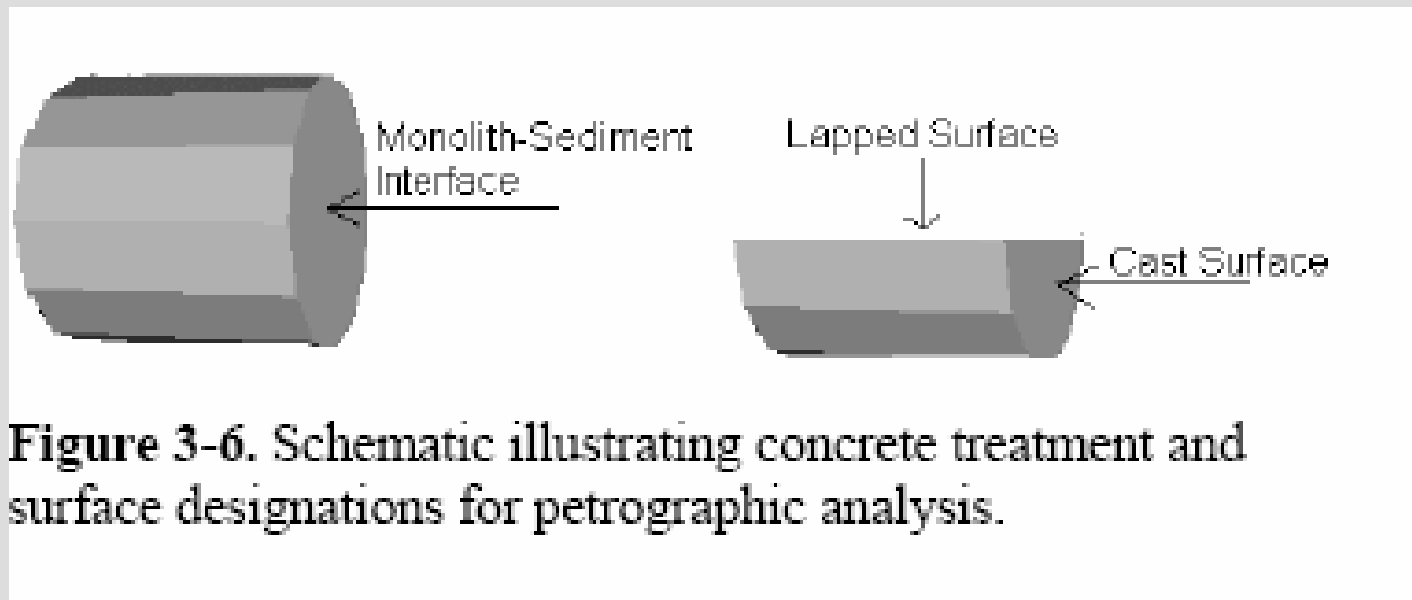 Monolith-Sediment
Interface
Lapped Surface
Cast Surface
Figure 3-6. Schematic illustrating concrete treatment and
surface designations for petrographic analysis.